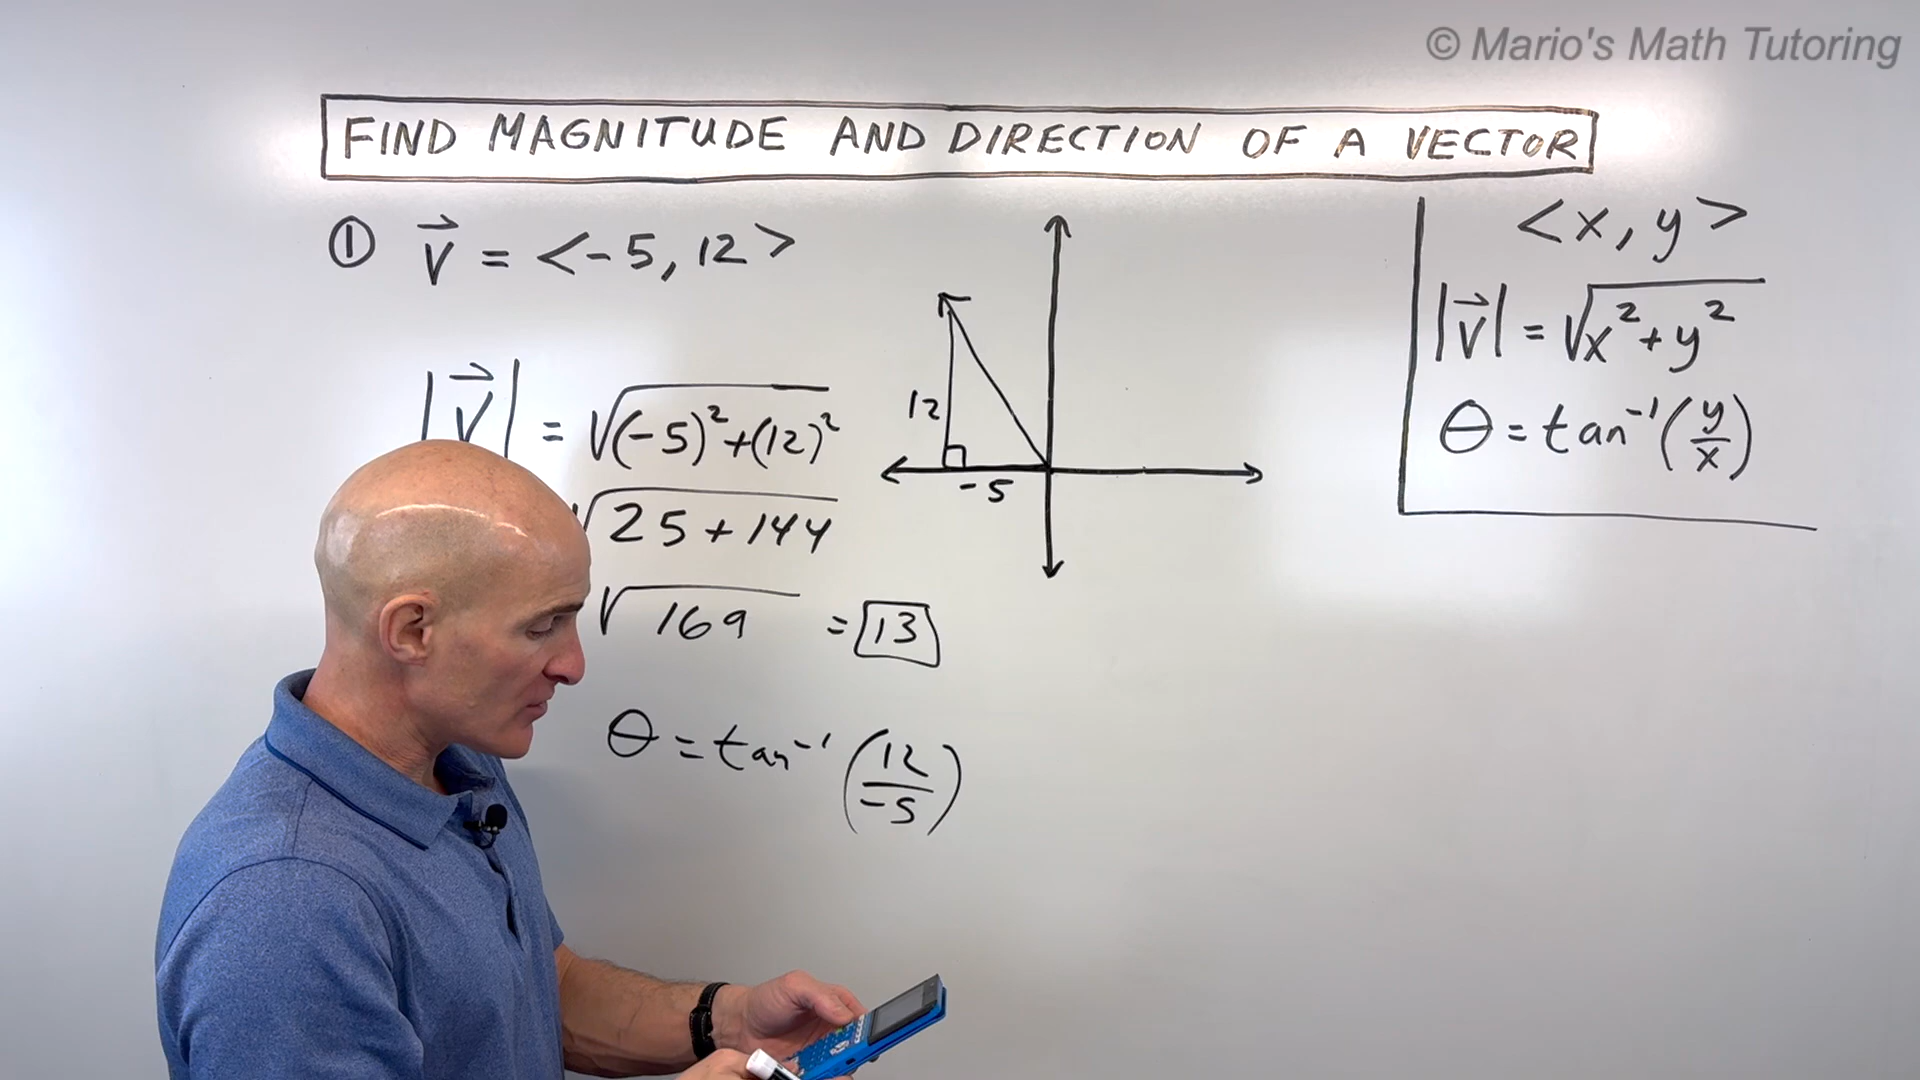 © Mario's Math Tutoring
FIND MAGNITUDE AND DIRECTION OF A VECTOR
① v⃗ = <-5, 12>
|v⃗| = √((-5)²+(12)²)
√(25+144)
√169 = 13
θ = tan⁻¹(12/-5)
12
-5
<x, y>
|v⃗| = √(x²+y²)
θ = tan⁻¹(y/x)